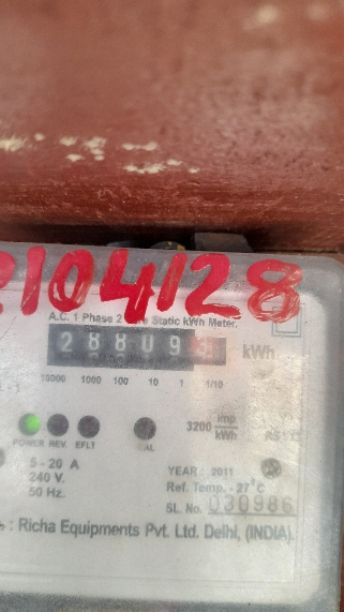 2104128
A.C. 1 Phase 2 Wire Static kWh Meter.
28809 kWh
10000 1000 100 10 1 1/10
3200 imp/kWh
POWER REV. EFLT CAL
5 - 20 A
240 V.
50 Hz.
YEAR : 2011
Ref. Temp. - 27°C
SL. No. 030986
: Richa Equipments Pvt. Ltd. Delhi, (INDIA).